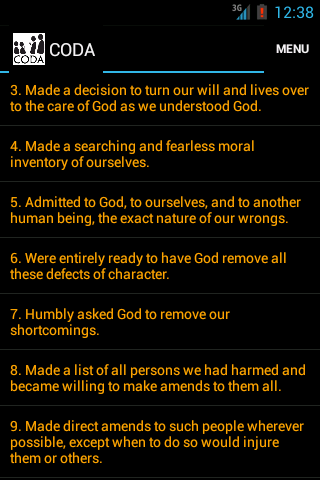 3G
12:38
CODA
CODA
MENU
3. Made a decision to turn our will and lives over
to the care of God as we understood God.
4. Made a searching and fearless moral
inventory of ourselves.
5. Admitted to God, to ourselves, and to another
human being, the exact nature of our wrongs.
6. Were entirely ready to have God remove all
these defects of character.
7. Humbly asked God to remove our
shortcomings.
8. Made a list of all persons we had harmed and
became willing to make amends to them all.
9. Made direct amends to such people wherever
possible, except when to do so would injure
them or others.